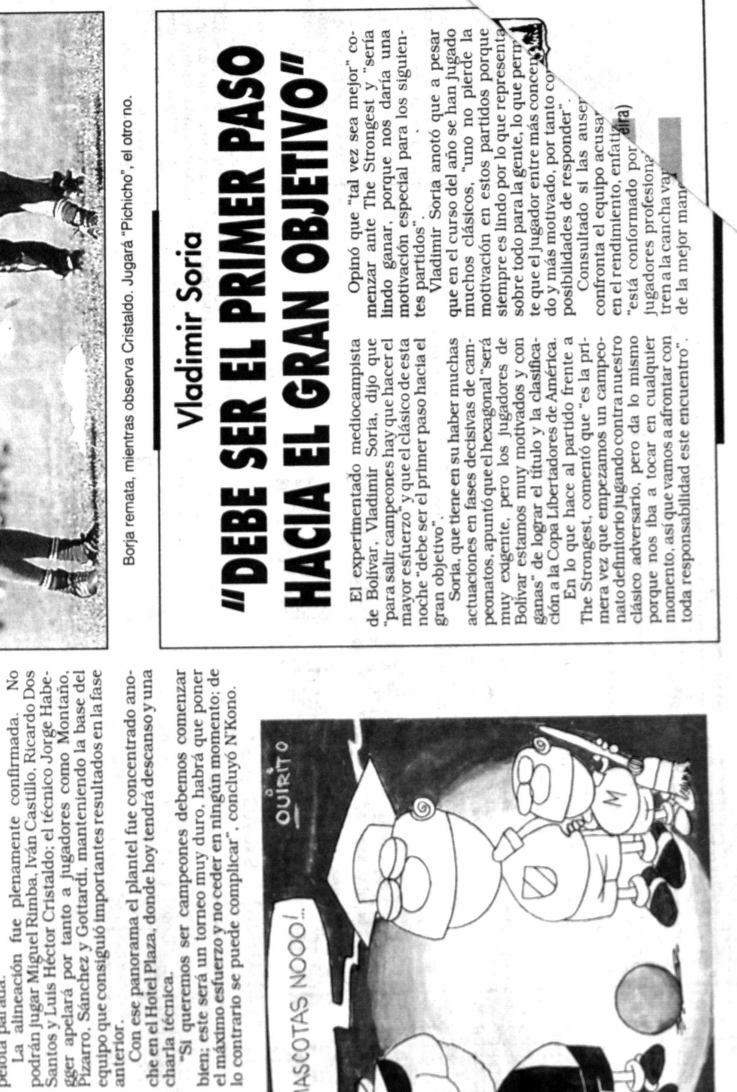 Borja remata, mientras observa Cristaldo. Jugará "Pichicho", el otro no.
Vladimir Soria
"DEBE SER EL PRIMER PASO
HACIA EL GRAN OBJETIVO"
El experimentado mediocampista
de Bolívar, Vladimir Soria, dijo que
"para salir campeones hay que hacer el
mayor esfuerzo" y que el clásico de esta
noche "debe ser el primer paso hacia el
gran objetivo".
Soria, que tiene en su haber muchas
actuaciones en fases decisivas de cam-
peonatos, apuntó que el hexagonal "será
muy exigente, pero los jugadores de
Bolívar estamos muy motivados y con
ganas" de lograr el título y la clasifica-
ción a la Copa Libertadores de América.
En lo que hace al partido frente a
The Strongest, comentó que "es la pri-
mera vez que empezamos un campeo-
nato definitorio jugando contra nuestro
clásico adversario, pero da lo mismo
porque nos iba a tocar en cualquier
momento, así que vamos a afrontar con
toda responsabilidad este encuentro".
Opinó que "tal vez sea mejor" co-
menzar ante The Strongest y "sería
lindo ganar, porque nos daría una
motivación especial para los siguien-
tes partidos".
Vladimir Soria anotó que a pesar
que en el curso del año se han jugado
muchos clásicos, "uno no pierde la
motivación en estos partidos porque
siempre es lindo por lo que representa
sobre todo para la gente, lo que perm
te que el jugador entre más concen
do y más motivado, por tanto co
posibilidades de responder".
Consultado si las ausen
confronta el equipo acusar
en el rendimiento, enfatiz
"está conformado por
jugadores profesiona
tren a la cancha va
de la mejor man
eira)
pelota parada.
La alineación fue plenamente confirmada. No
podrán jugar Miguel Rimba, Iván Castillo, Ricardo Dos
Santos y Luis Héctor Cristaldo; el técnico Jorge Habe-
gger apelará por tanto a jugadores como Montaño,
Pizarro, Sánchez y Gottardi, manteniendo la base del
equipo que consiguió importantes resultados en la fase
anterior.
Con ese panorama el plantel fue concentrado ano-
che en el Hotel Plaza, donde hoy tendrá descanso y una
charla técnica.
"Si queremos ser campeones debemos comenzar
bien; este será un torneo muy duro, habrá que poner
el máximo esfuerzo y no ceder en ningún momento; de
lo contrario se puede complicar", concluyó N'Kono.
MASCOTAS NOOO!...
QUIRITO
M